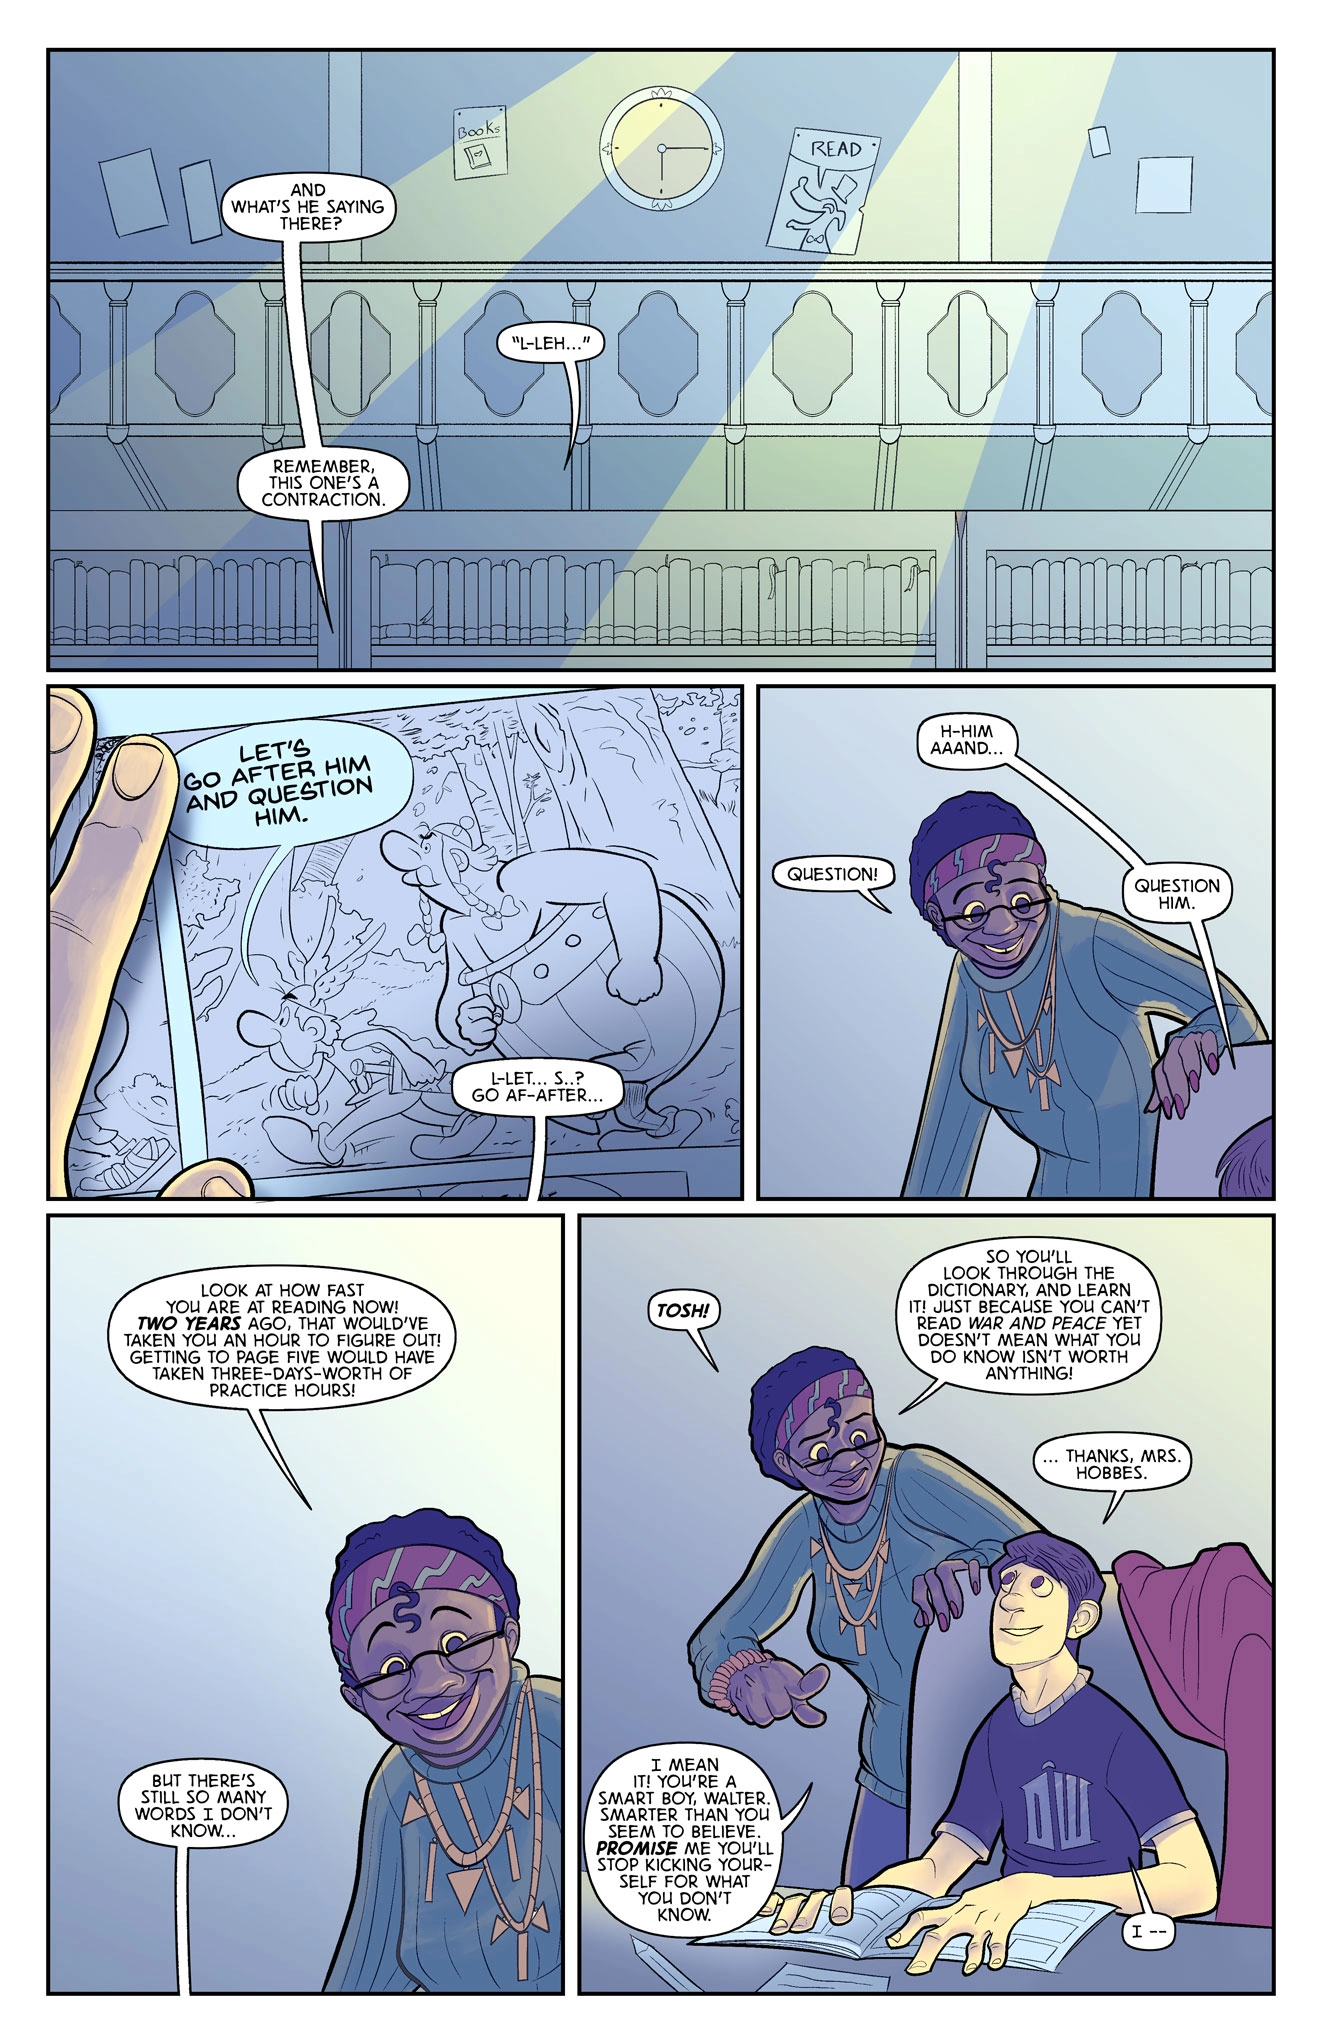 BOOKS
READ
AND
WHAT'S HE SAYING
THERE?
"L-LEH..."
REMEMBER,
THIS ONE'S A
CONTRACTION.
LET'S
GO AFTER HIM
AND QUESTION
HIM.
L-LET... S..?
GO AF-AFTER...
H-HIM
AAAND...
QUESTION!
QUESTION
HIM.
LOOK AT HOW FAST
YOU ARE AT READING NOW!
TWO YEARS AGO, THAT WOULD'VE
TAKEN YOU AN HOUR TO FIGURE OUT!
GETTING TO PAGE FIVE WOULD HAVE
TAKEN THREE-DAYS-WORTH OF
PRACTICE HOURS!
BUT THERE'S
STILL SO MANY
WORDS I DON'T
KNOW...
TOSH!
SO YOU'LL
LOOK THROUGH THE
DICTIONARY, AND LEARN
IT! JUST BECAUSE YOU CAN'T
READ WAR AND PEACE YET
DOESN'T MEAN WHAT YOU
DO KNOW ISN'T WORTH
ANYTHING!
... THANKS, MRS.
HOBBES.
I MEAN
IT! YOU'RE A
SMART BOY, WALTER.
SMARTER THAN YOU
SEEM TO BELIEVE.
PROMISE ME YOU'LL
STOP KICKING YOUR-
SELF FOR WHAT
YOU DON'T
KNOW.
DW
I --